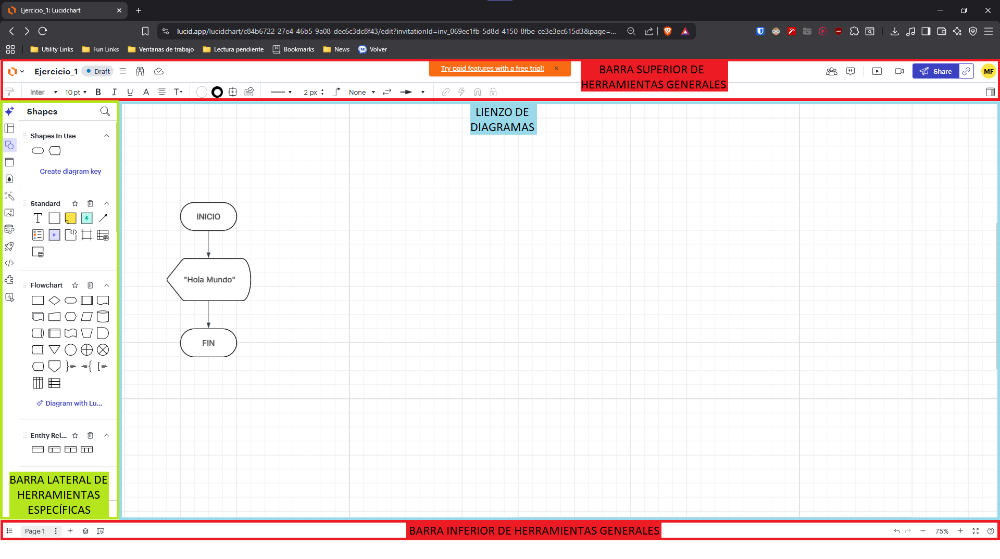 Ejercicio_1: Lucidchart
lucid.app/lucidchart/c84b6722-27e4-46b5-9a08-dec6c3dc8f43/edit?invitationId=inv_069ec1fb-5d8d-4150-8fbe-ce3e3ec615d3&page=...
Utility Links
Fun Links
Ventanas de trabajo
Lectura pendiente
Bookmarks
News
TMO
Volver
Ejercicio_1
Draft
Try paid features with a free trial!
BARRA SUPERIOR DE
HERRAMIENTAS GENERALES
Share
MF
Inter
10 pt
B
I
U
A
T
2 px
None
Shapes
LIENZO DE
DIAGRAMAS
Shapes In Use
Create diagram key
Standard
T
INICIO
"Hola Mundo"
FIN
Flowchart
Diagram with Lu...
Entity Rel...
BARRA LATERAL DE
HERRAMIENTAS
ESPECÍFICAS
Page 1
BARRA INFERIOR DE HERRAMIENTAS GENERALES
75%